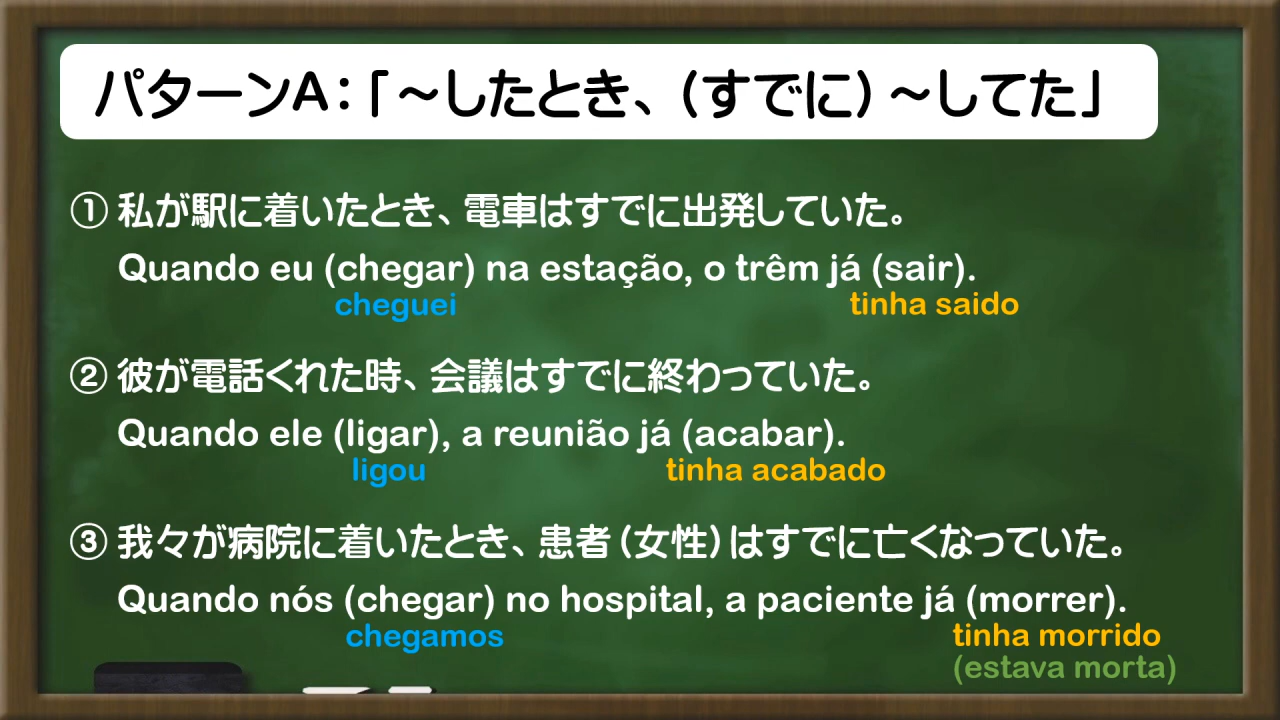 パターンA：「～したとき、（すでに）～してた」
① 私が駅に着いたとき、電車はすでに出発していた。
Quando eu (chegar) na estação, o trêm já (sair).
cheguei tinha saido
② 彼が電話くれた時、会議はすでに終わっていた。
Quando ele (ligar), a reunião já (acabar).
ligou tinha acabado
③ 我々が病院に着いたとき、患者（女性）はすでに亡くなっていた。
Quando nós (chegar) no hospital, a paciente já (morrer).
chegamos tinha morrido
(estava morta)